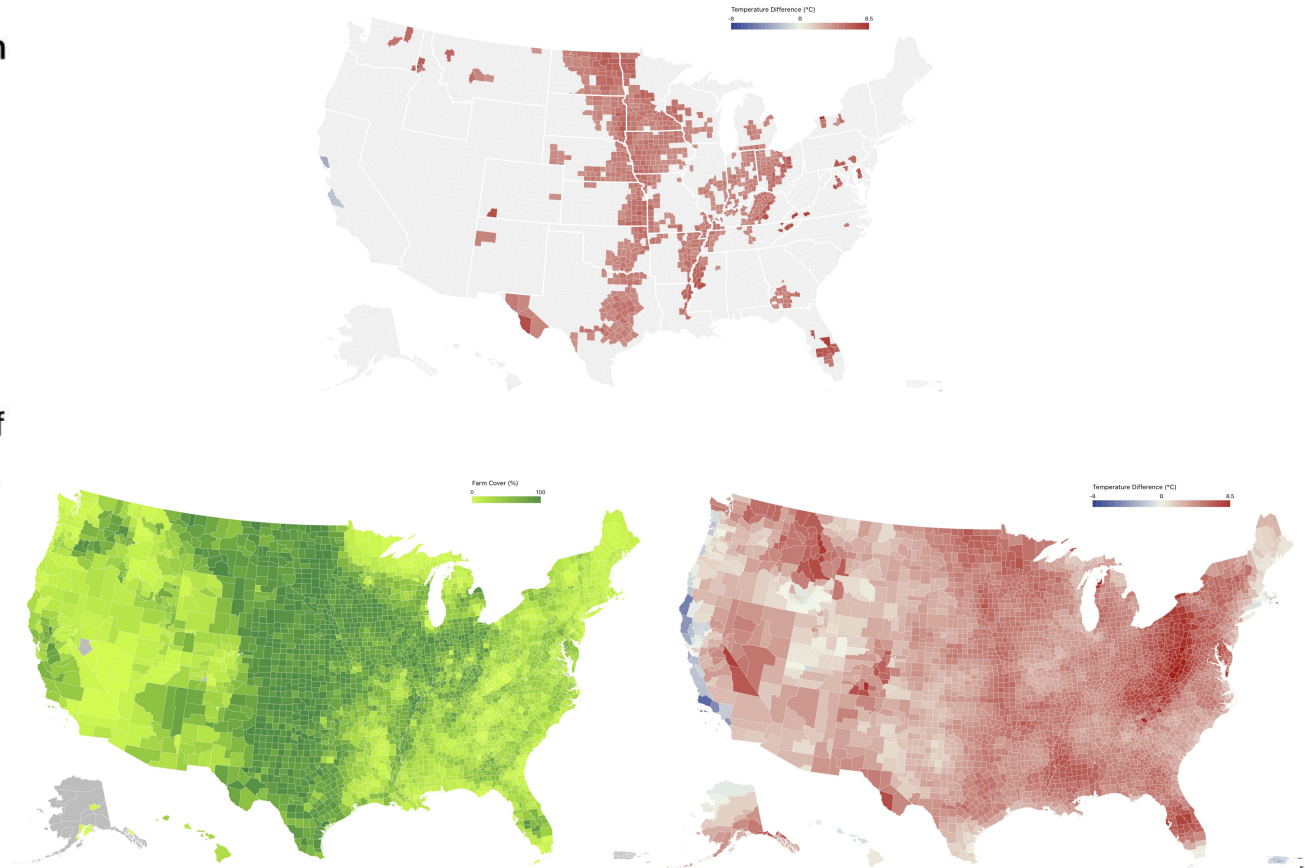 Temperature Difference (°C)
-8 0 8.5
Farm Cover (%)
0 100
Temperature Difference (°C)
-8 0 8.5